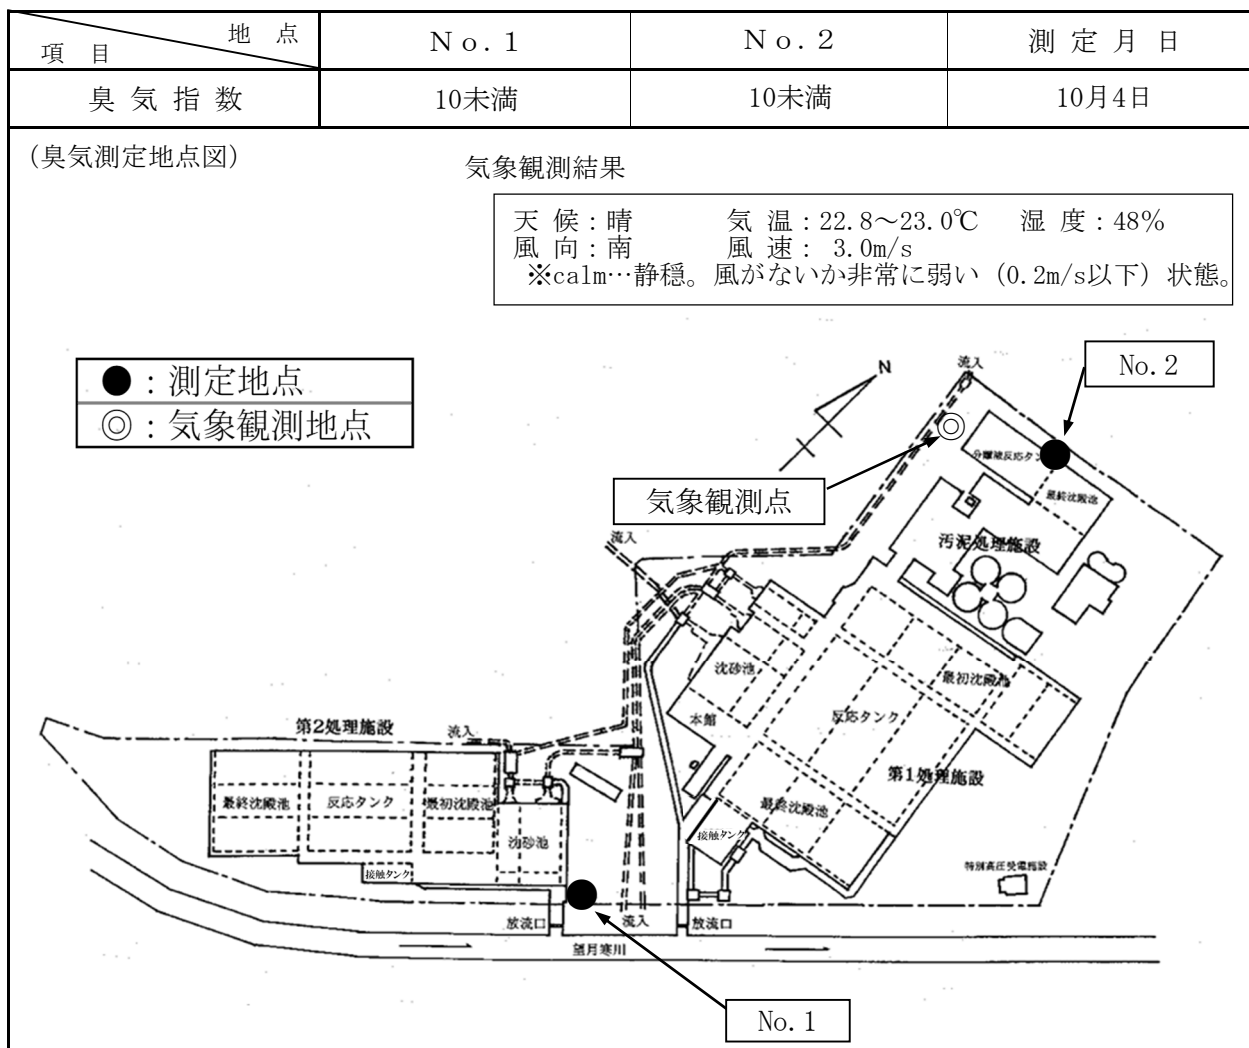 地 点
項 目
Ｎｏ.１
Ｎｏ.２
測 定 月 日
臭 気 指 数
10未満
10未満
10月4日
(臭気測定地点図)
気象観測結果
天 候：晴 気 温：22.8～23.0℃ 湿 度：48％
風 向：南 風 速： 3.0m/s
※calm…静穏。風がないか非常に弱い（0.2m/s以下）状態。
●：測定地点
◎：気象観測地点
N
流入
No.2
分離液反応タン
最終沈殿池
気象観測点
流入
汚泥処理施設
沈砂池
最初沈殿池
本館
反応タンク
第2処理施設
流入
第1処理施設
最終沈殿池
反応タンク
最初沈殿池
最終沈殿池
沈砂池
接触タンク
接触タンク
特別高圧受電施設
放流口
流入
放流口
望月寒川
No.1